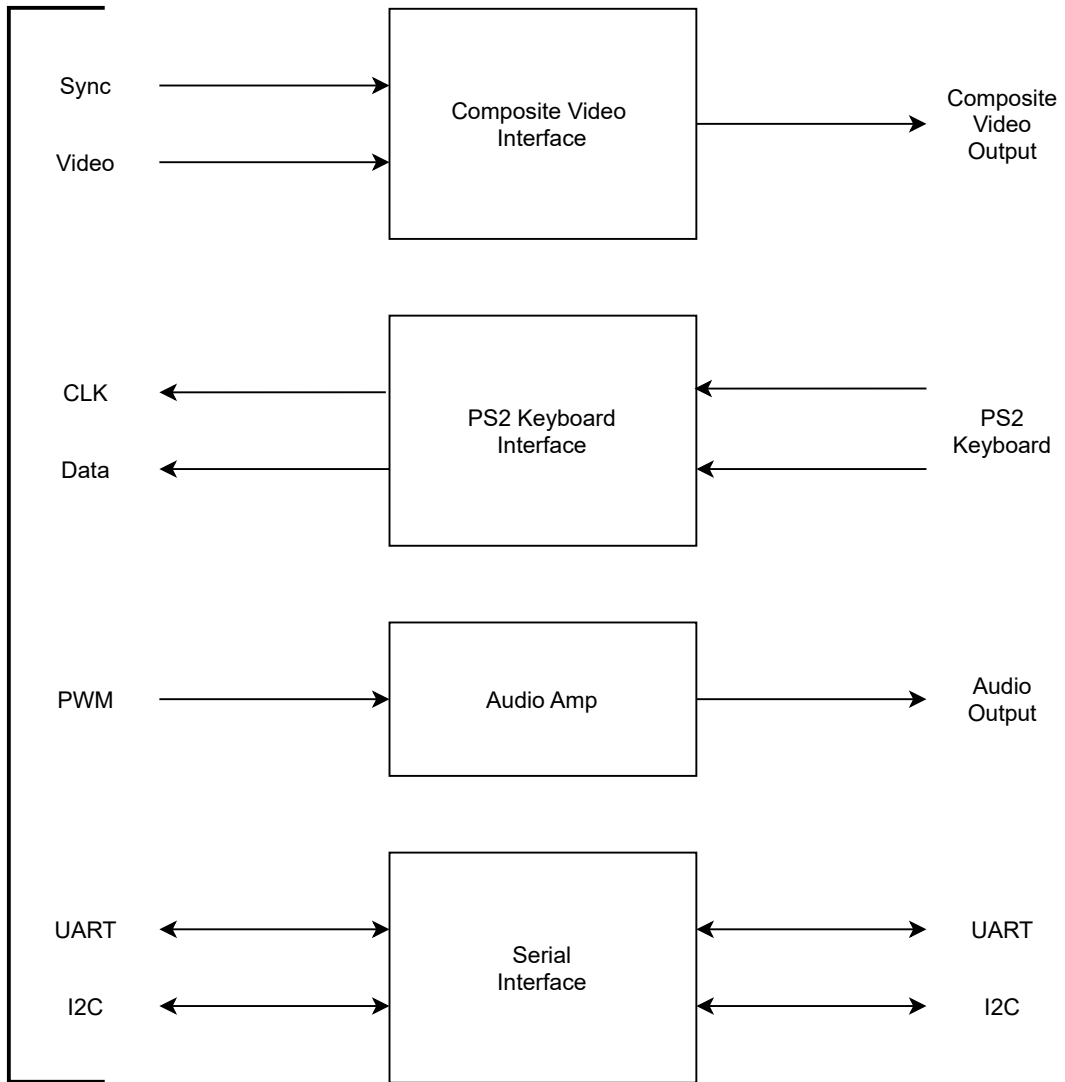 Sync
Video
Composite Video
Interface
Composite
Video
Output
CLK
Data
PS2 Keyboard
Interface
PS2
Keyboard
PWM
Audio Amp
Audio
Output
UART
I2C
Serial
Interface
UART
I2C